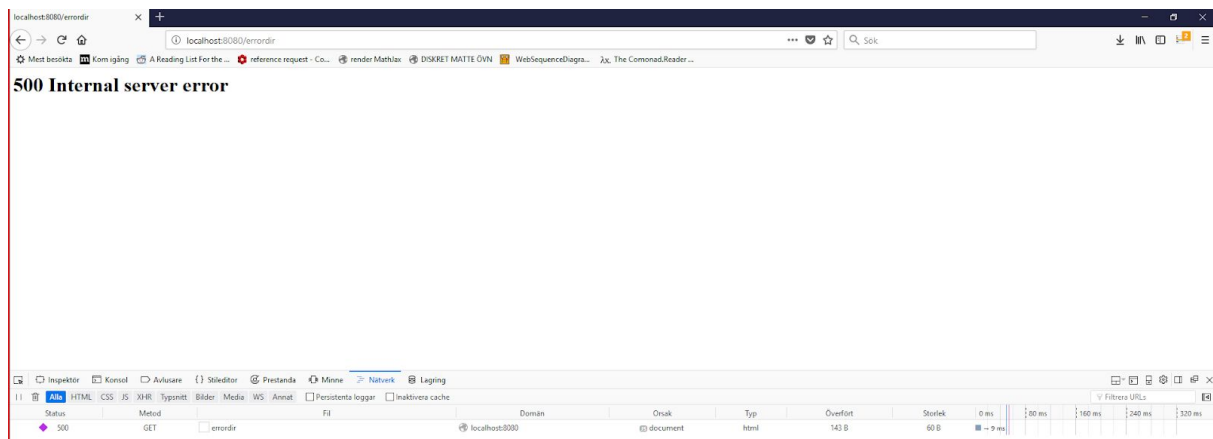 localhost:8080/errordir
localhost:8080/errordir
Sök
2
Mest besökta Kom igång A Reading List For the ... reference request - Co... render MathJax DISKRET MATTE ÖVN WebSequenceDiagra... λx. The Comonad.Reader ...
500 Internal server error
Inspektör Konsol Avlusare {} Stileditor Prestanda Minne Nätverk Lagring
Alla HTML CSS JS XHR Typsnitt Bilder Media WS Annat Persistenta loggar Inaktivera cache Filtrera URLs
Status Metod Fil Domän Orsak Typ Överfört Storlek 0 ms 80 ms 160 ms 240 ms 320 ms
500 GET errordir localhost:8080 document html 143 B 60 B → 9 ms